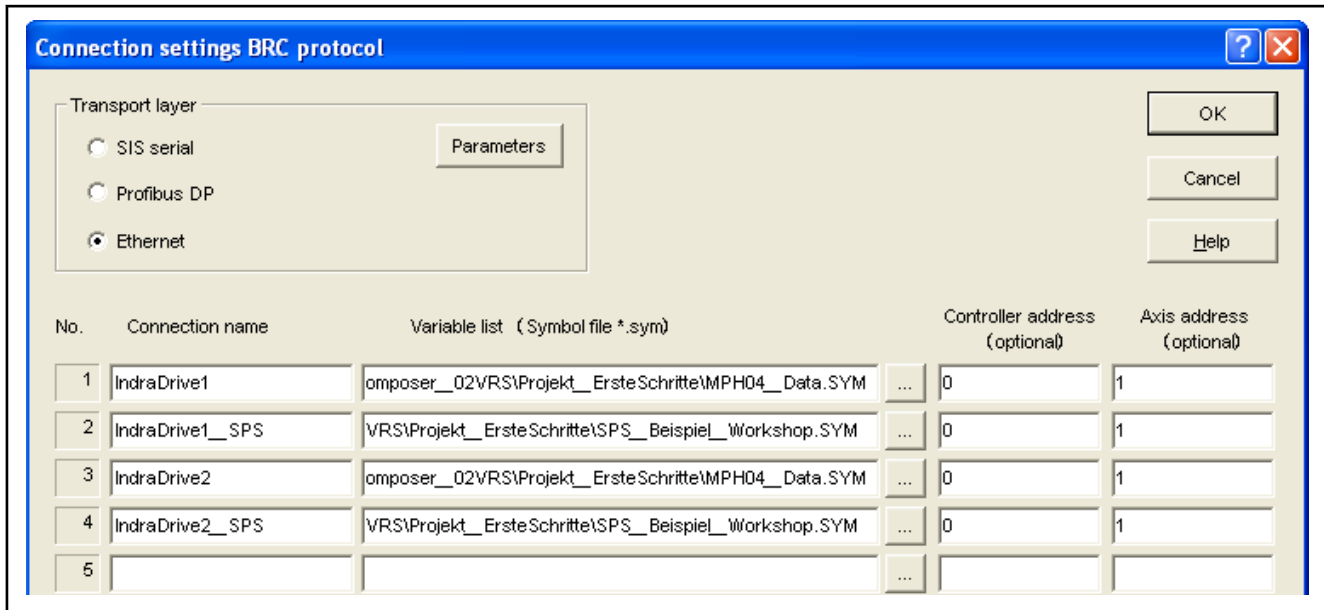 Connection settings BRC protocol
Transport layer
SIS serial
Parameters
Profibus DP
Ethernet
OK
Cancel
Help
No. Connection name Variable list (Symbol file *.sym) Controller address (optional) Axis address (optional)
1 IndraDrive1 omposer__02VRS\Projekt__ErsteSchritte\MPH04__Data.SYM ... 0 1
2 IndraDrive1__SPS VRS\Projekt__ErsteSchritte\SPS__Beispiel__Workshop.SYM ... 0 1
3 IndraDrive2 omposer__02VRS\Projekt__ErsteSchritte\MPH04__Data.SYM ... 0 1
4 IndraDrive2__SPS VRS\Projekt__ErsteSchritte\SPS__Beispiel__Workshop.SYM ... 0 1
5 ...